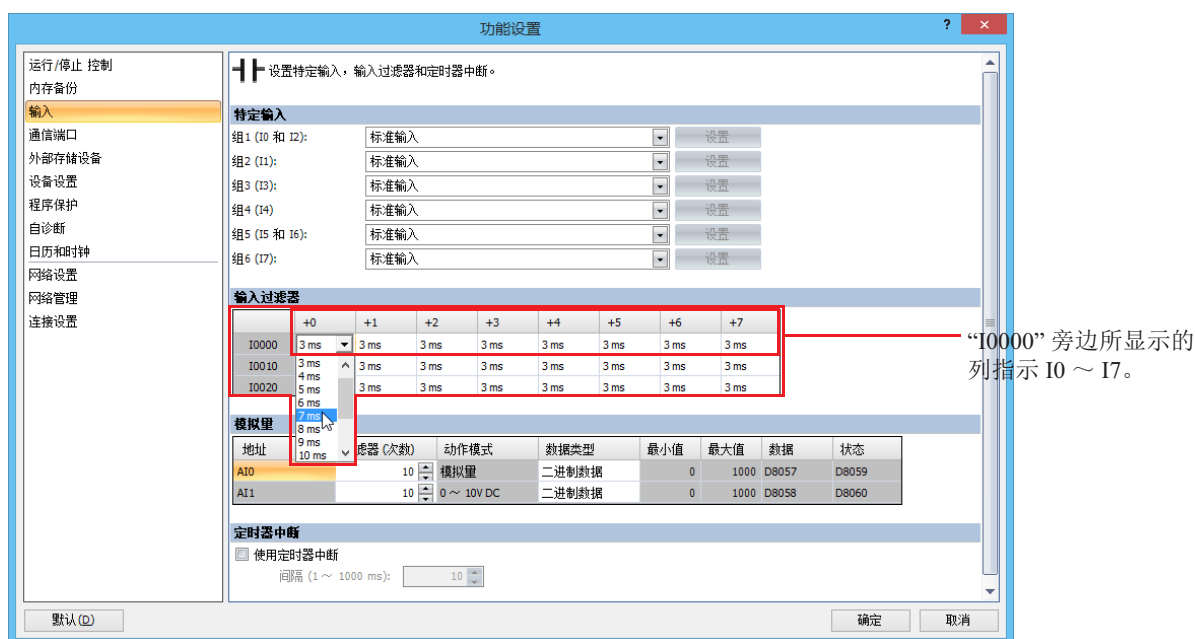 功能设置
?
×
运行/停止 控制
内存备份
输入
通信端口
外部存储设备
设备设置
程序保护
自诊断
日历和时钟
网络设置
网络管理
连接设置
设置特定输入，输入过滤器和定时器中断。
特定输入
组1 (I0 和 I2): 标准输入 设置
组2 (I1): 标准输入 设置
组3 (I3): 标准输入 设置
组4 (I4) 标准输入 设置
组5 (I5 和 I6): 标准输入 设置
组6 (I7): 标准输入 设置
输入过滤器
+0 +1 +2 +3 +4 +5 +6 +7
I0000 3 ms 3 ms 3 ms 3 ms 3 ms 3 ms 3 ms 3 ms
I0010 3 ms 3 ms 3 ms 3 ms 3 ms 3 ms 3 ms
I0020 3 ms 3 ms 3 ms 3 ms 3 ms 3 ms 3 ms
3 ms
4 ms
5 ms
6 ms
7 ms
8 ms
9 ms
10 ms
“I0000” 旁边所显示的
列指示 I0 ～ I7。
模拟量
地址 滤器 (次数) 动作模式 数据类型 最小值 最大值 数据 状态
AI0 10 模拟量 二进制数据 0 1000 D8057 D8059
AI1 10 0 ～ 10V DC 二进制数据 0 1000 D8058 D8060
定时器中断
使用定时器中断
间隔 (1 ～ 1000 ms): 10
默认(D) 确定 取消